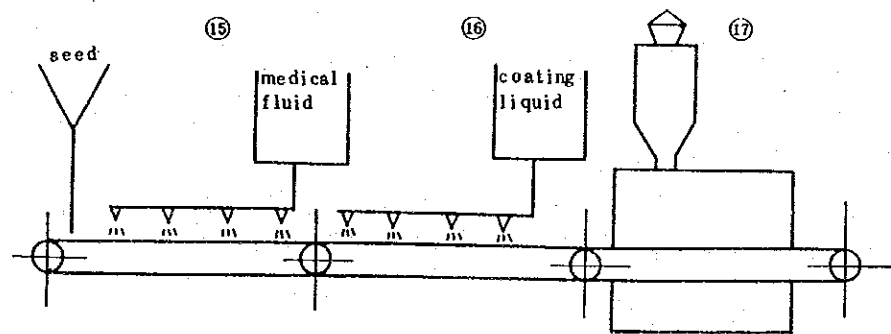 ⑮
⑯
⑰
seed
medical
fluid
coating
liquid